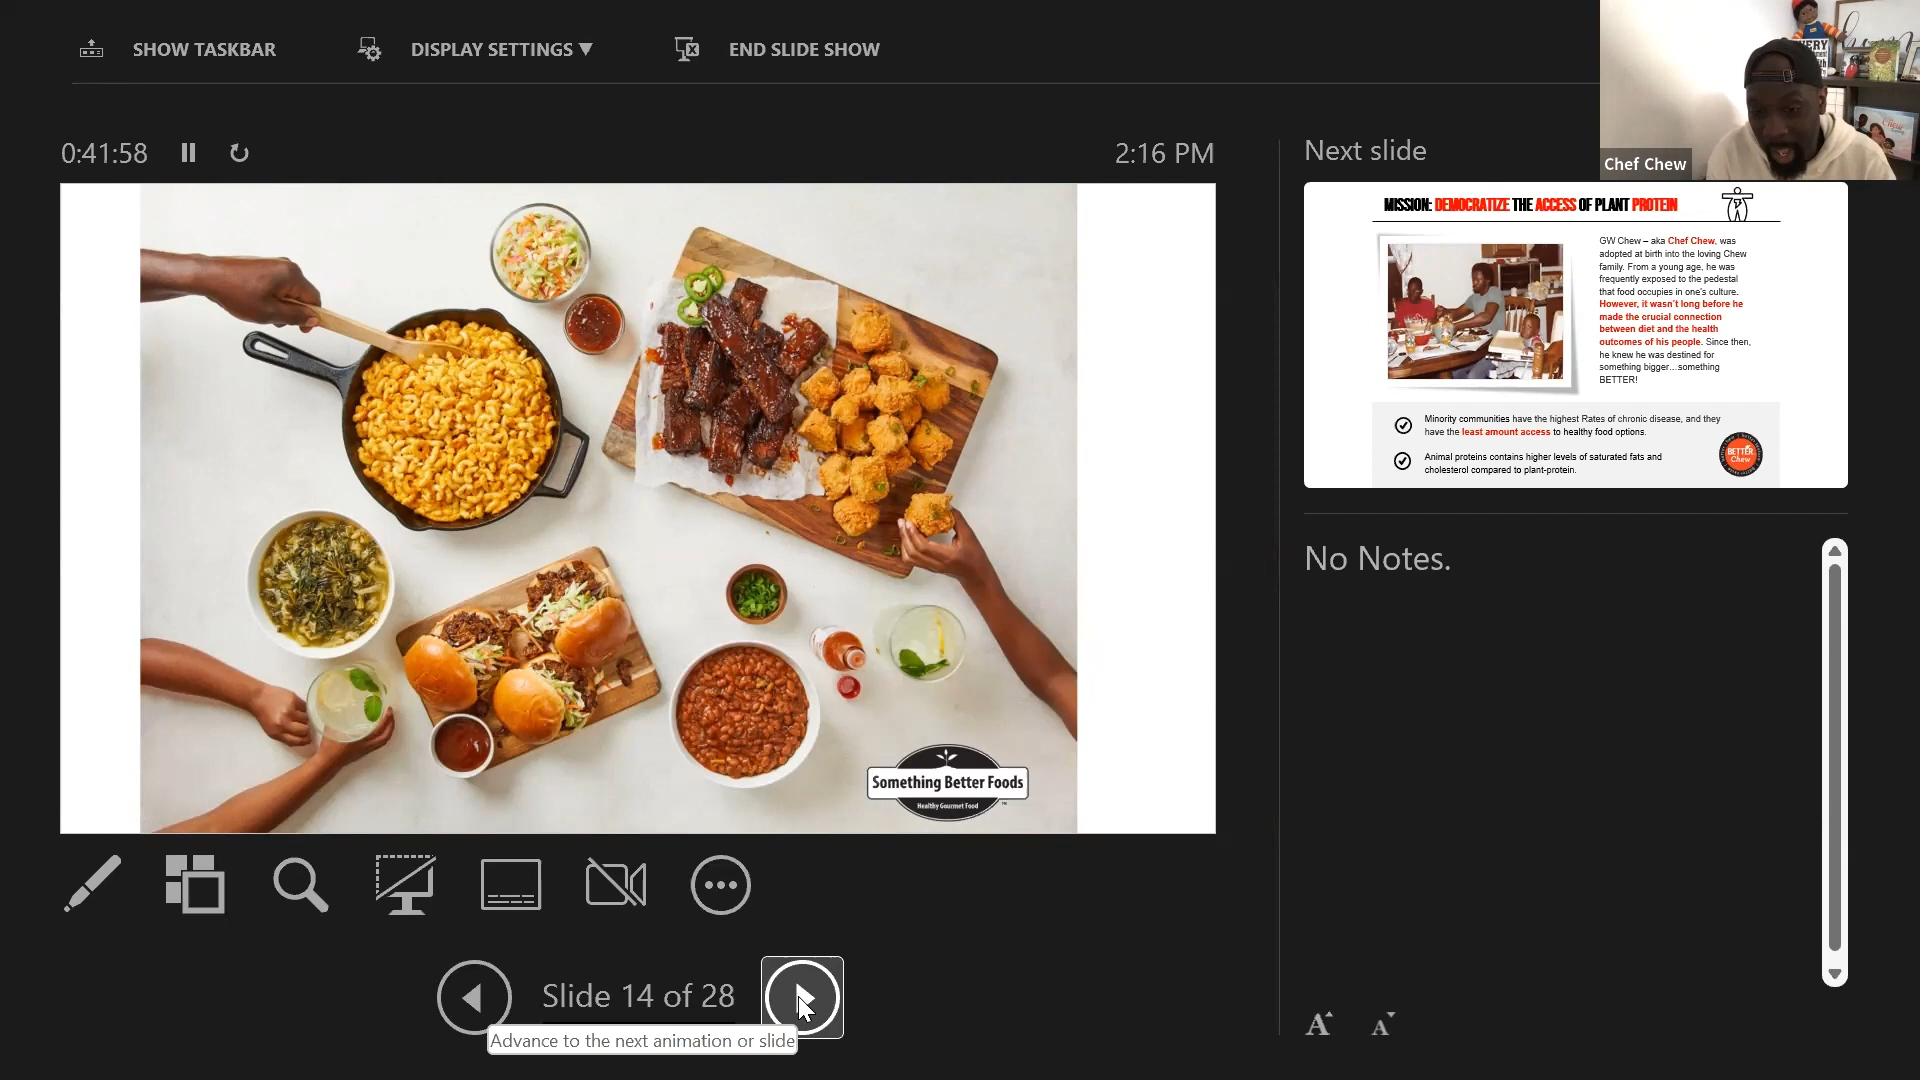 SHOW TASKBAR
DISPLAY SETTINGS ▼
END SLIDE SHOW
0:41:58
2:16 PM
Something Better Foods
Healthy Gourmet Food
Slide 14 of 28
Advance to the next animation or slide
Chef Chew
Next slide
MISSION: DEMOCRATIZE THE ACCESS OF PLANT PROTEIN
GW Chew – aka Chef Chew, was
adopted at birth into the loving Chew
family. From a young age, he was
frequently exposed to the pedestal
that food occupies in one's culture.
However, it wasn't long before he
made the crucial connection
between diet and the health
outcomes of his people. Since then,
he knew he was destined for
something bigger…something
BETTER!
Minority communities have the highest Rates of chronic disease, and they
have the least amount access to healthy food options.
Animal proteins contains higher levels of saturated fats and
cholesterol compared to plant-protein.
BETTER
Chew
No Notes.
A A